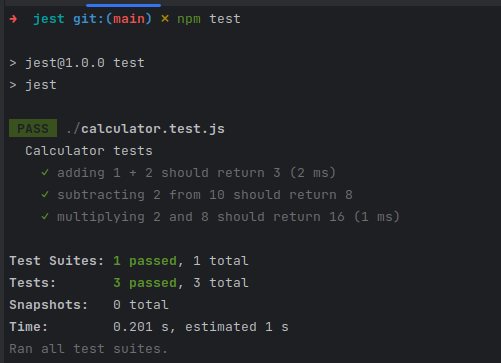 ➜ jest git:(main) ✗ npm test
> jest@1.0.0 test
> jest
PASS ./calculator.test.js
Calculator tests
✓ adding 1 + 2 should return 3 (2 ms)
✓ subtracting 2 from 10 should return 8
✓ multiplying 2 and 8 should return 16 (1 ms)
Test Suites: 1 passed, 1 total
Tests: 3 passed, 3 total
Snapshots: 0 total
Time: 0.201 s, estimated 1 s
Ran all test suites.